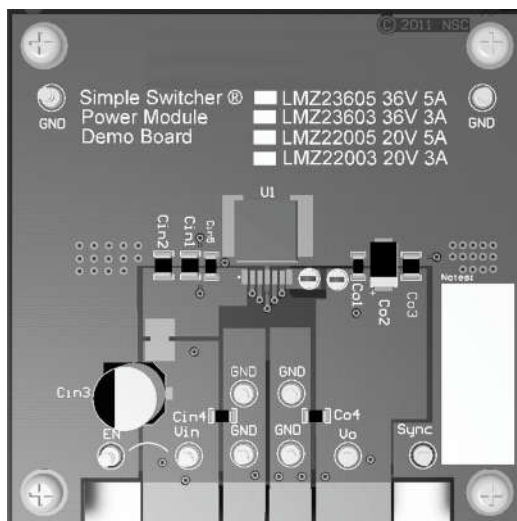 © 2011 NSC
Simple Switcher ®
Power Module
Demo Board
LMZ23605 36V 5A
LMZ23603 36V 3A
LMZ22005 20V 5A
LMZ22003 20V 3A
GND
GND
U1
Cin2
Cin1
Cin5
Co1
Co2
Co3
+
Notes:
Cin3
GND
GND
Cin4
Co4
EN
Vin
GND
GND
Vo
Sync